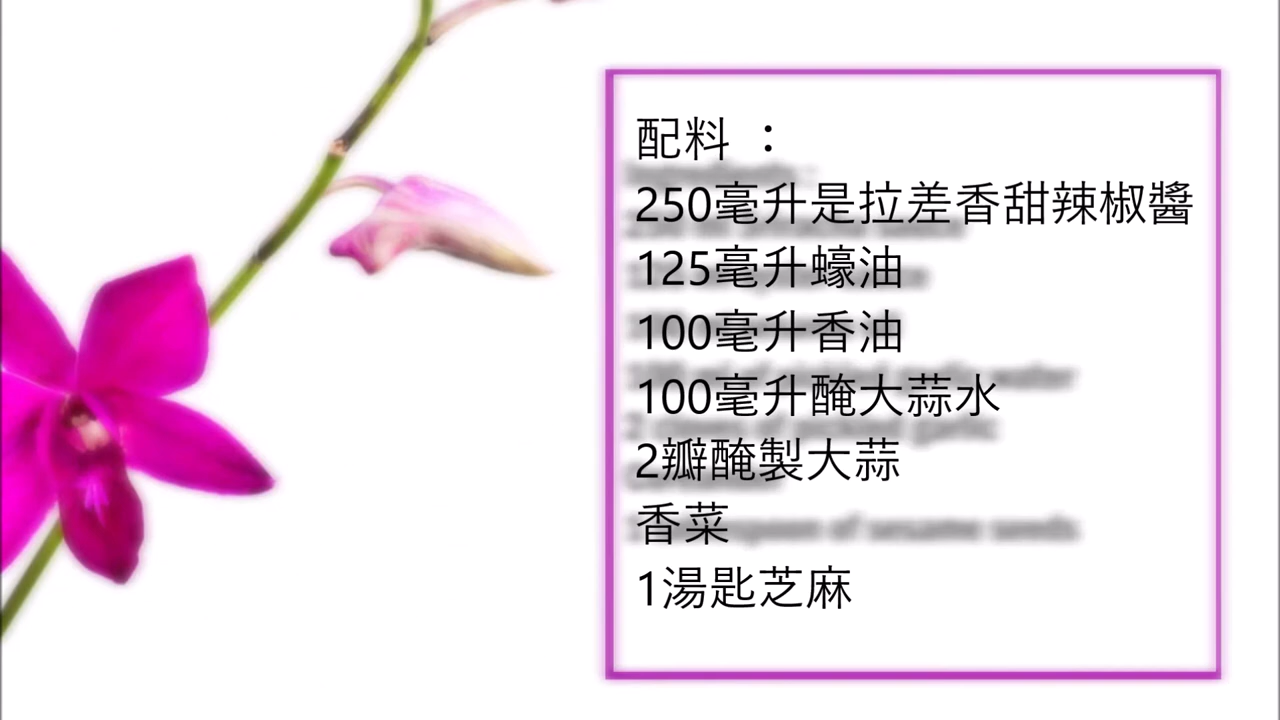 配料 ：
250毫升是拉差香甜辣椒醬
125毫升蠔油
100毫升香油
100毫升醃大蒜水
2瓣醃製大蒜
香菜
1湯匙芝麻